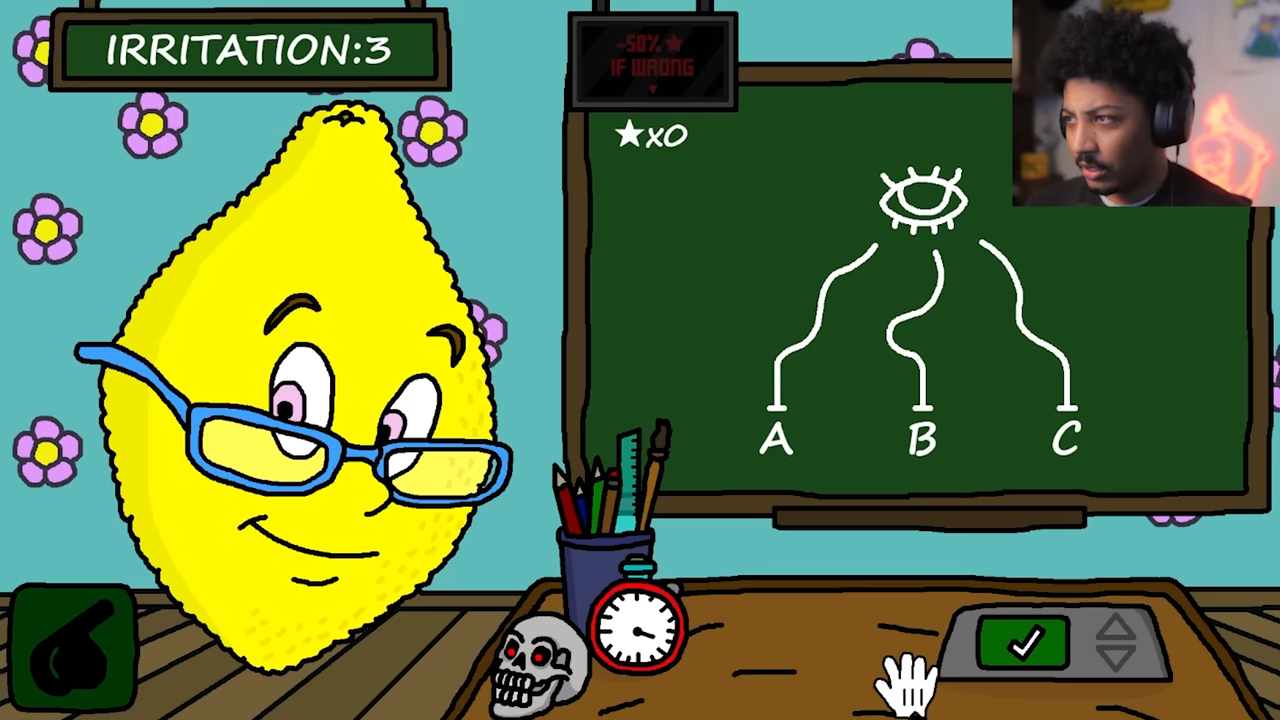 IRRITATION:3
-50%★
IF WRONG
★x0
A B C